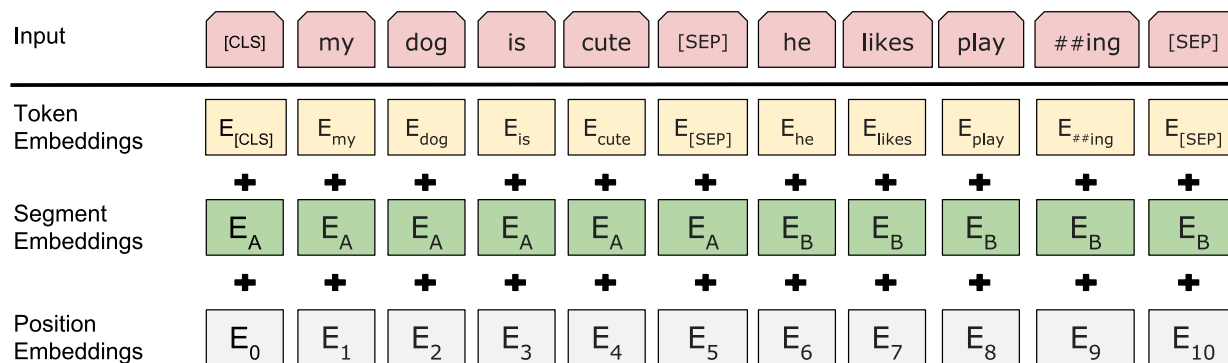 Input [CLS] my dog is cute [SEP] he likes play ##ing [SEP]
Token Embeddings E[CLS] Emy Edog Eis Ecute E[SEP] Ehe Elikes Eplay E##ing E[SEP]
+ + + + + + + + + + +
Segment Embeddings EA EA EA EA EA EA EB EB EB EB EB
+ + + + + + + + + + +
Position Embeddings E0 E1 E2 E3 E4 E5 E6 E7 E8 E9 E10